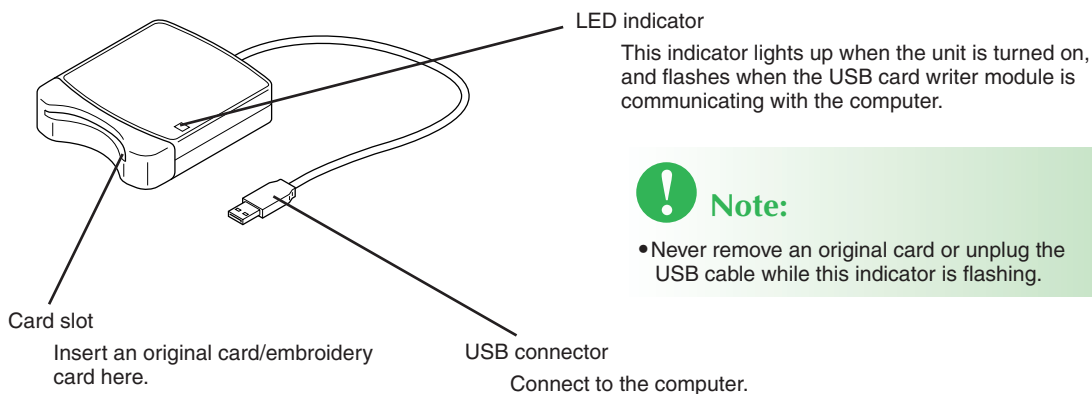 LED indicator
This indicator lights up when the unit is turned on,
and flashes when the USB card writer module is
communicating with the computer.
Note:
•Never remove an original card or unplug the
USB cable while this indicator is flashing.
Card slot
Insert an original card/embroidery
card here.
USB connector
Connect to the computer.